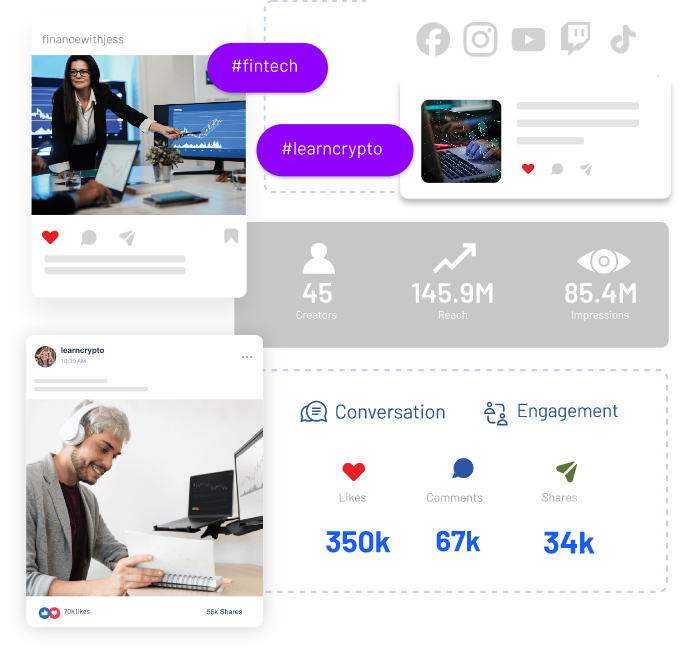 financewithjess
#fintech
#learncrypto
45
Creators
145.9M
Reach
85.4M
Impressions
learncrypto
10:30 AM
70k likes
56k Shares
Conversation
Engagement
Likes
Comments
Shares
350k
67k
34k